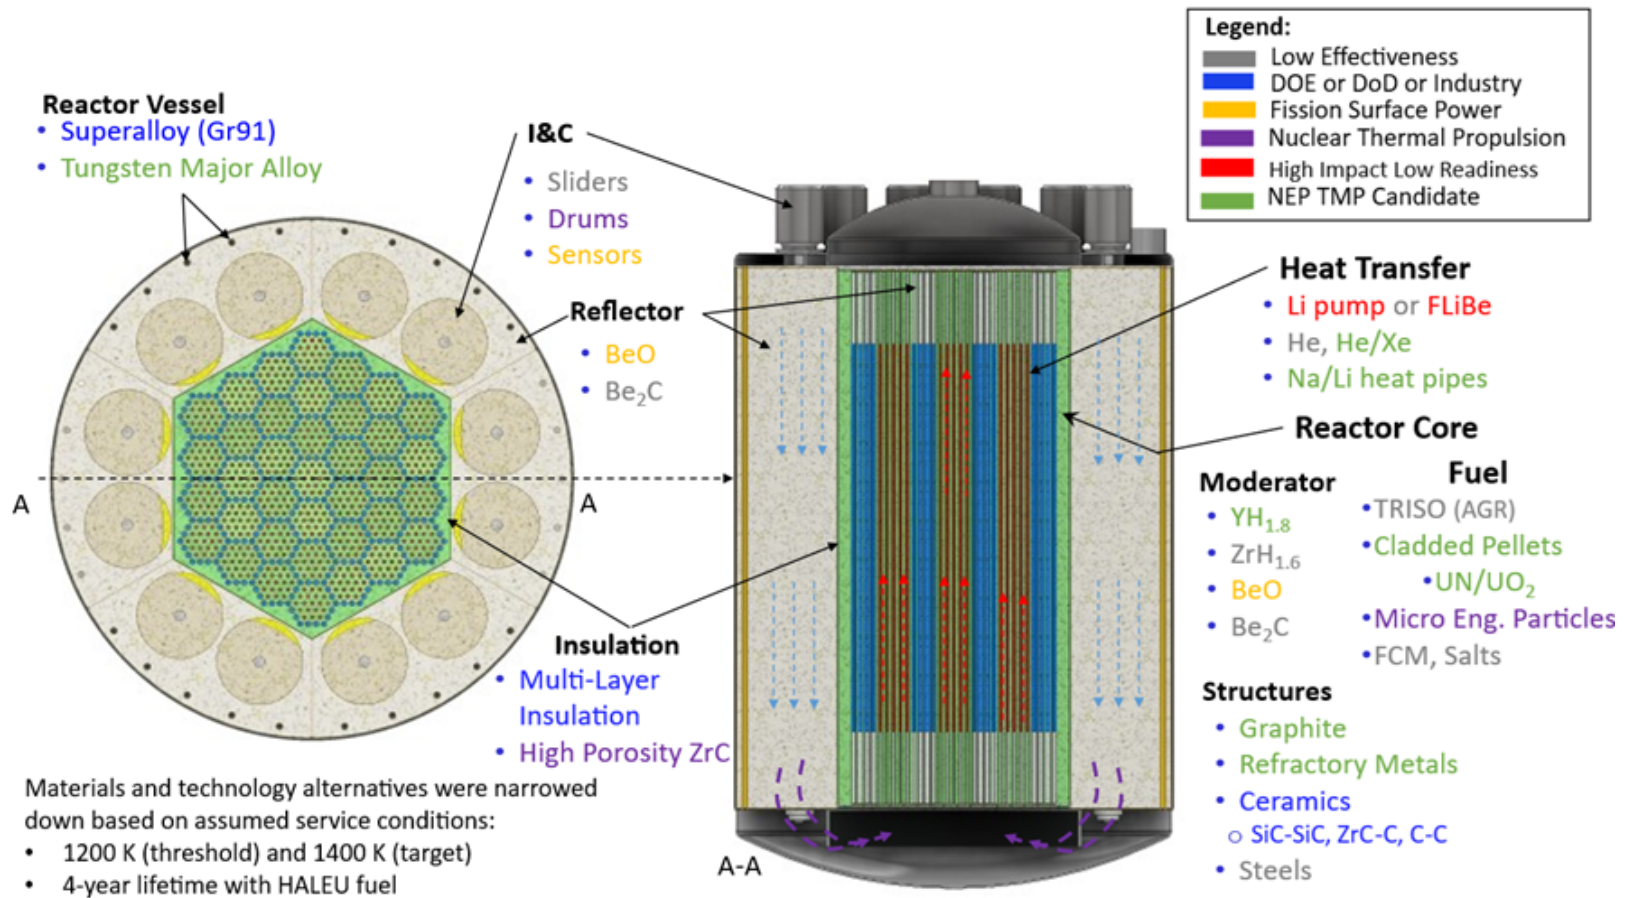 Legend:
Low Effectiveness
DOE or DoD or Industry
Fission Surface Power
Nuclear Thermal Propulsion
High Impact Low Readiness
NEP TMP Candidate
Reactor Vessel
• Superalloy (Gr91)
• Tungsten Major Alloy
I&C
• Sliders
• Drums
• Sensors
Reflector
• BeO
• Be₂C
A
A
Insulation
• Multi-Layer
Insulation
• High Porosity ZrC
Heat Transfer
• Li pump or FLiBe
• He, He/Xe
• Na/Li heat pipes
Reactor Core
Moderator
• YH₁.₈
• ZrH₁.₆
• BeO
• Be₂C
Fuel
• TRISO (AGR)
• Cladded Pellets
• UN/UO₂
• Micro Eng. Particles
• FCM, Salts
Structures
• Graphite
• Refractory Metals
• Ceramics
o SiC-SiC, ZrC-C, C-C
• Steels
A-A
Materials and technology alternatives were narrowed
down based on assumed service conditions:
• 1200 K (threshold) and 1400 K (target)
• 4-year lifetime with HALEU fuel